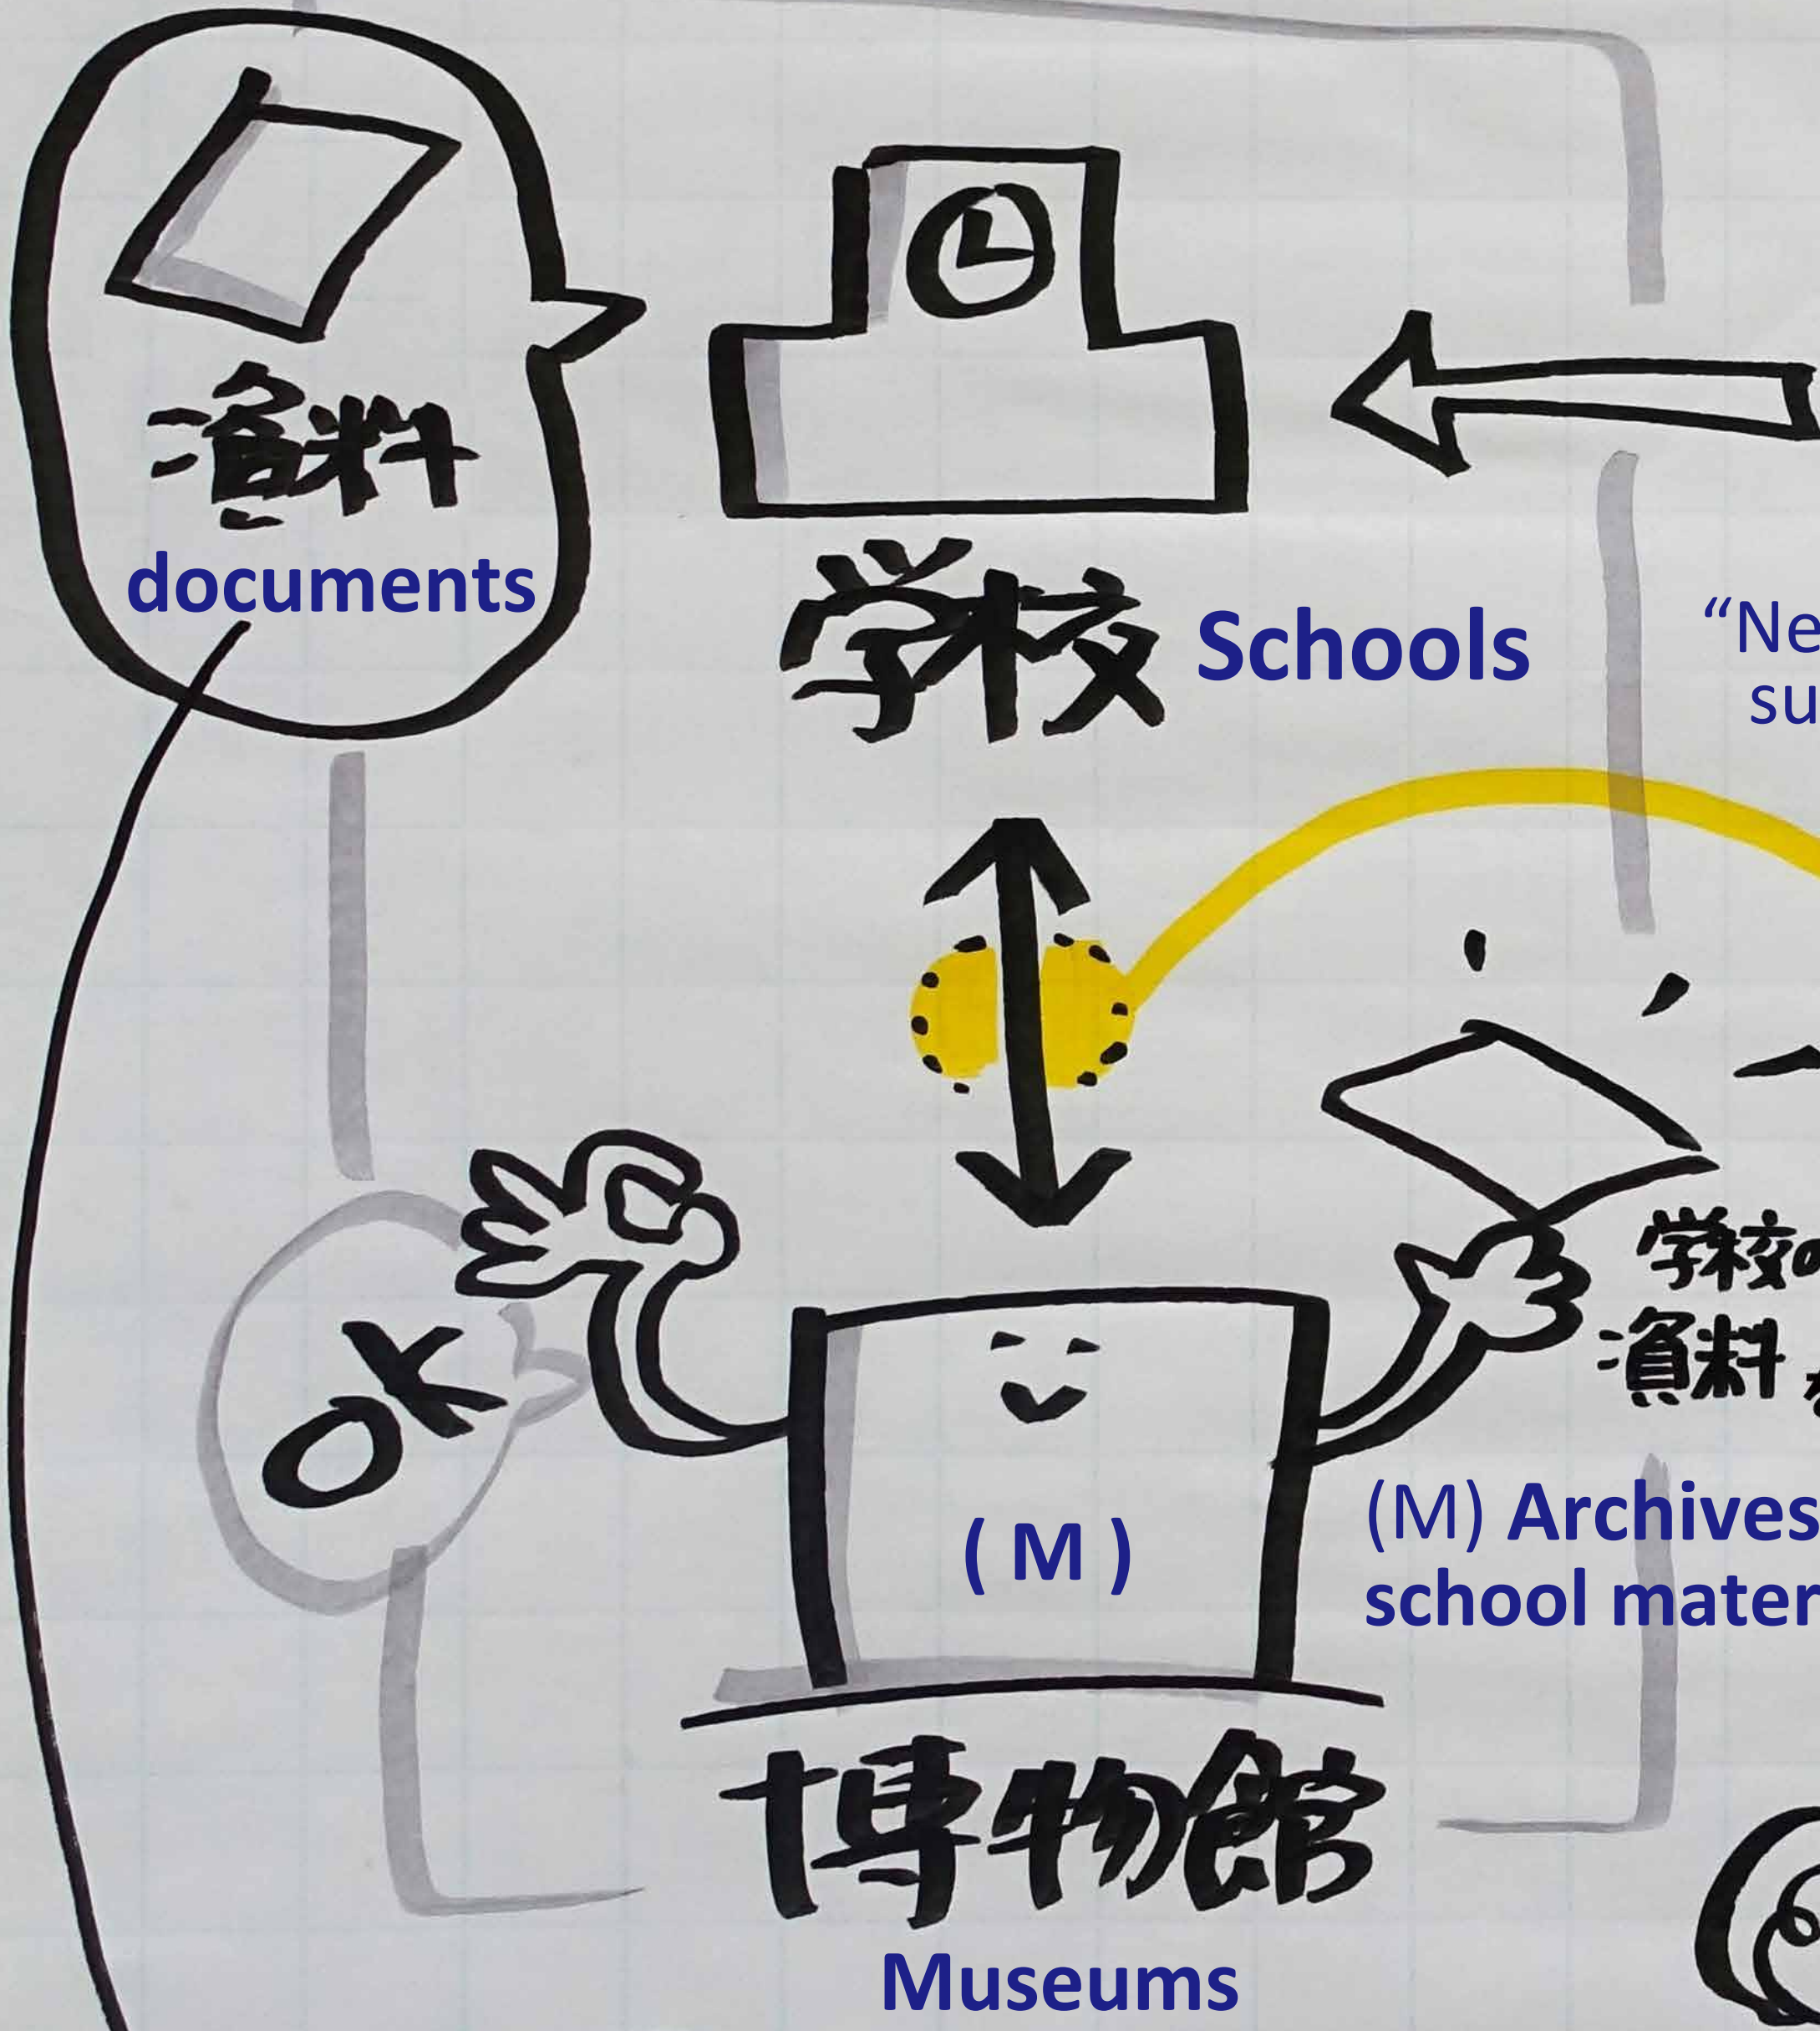 資料
documents
学校 Schools
“Ne
su
学校の
資料
OK
(M)
(M) Archives
school mater
博物館
Museums